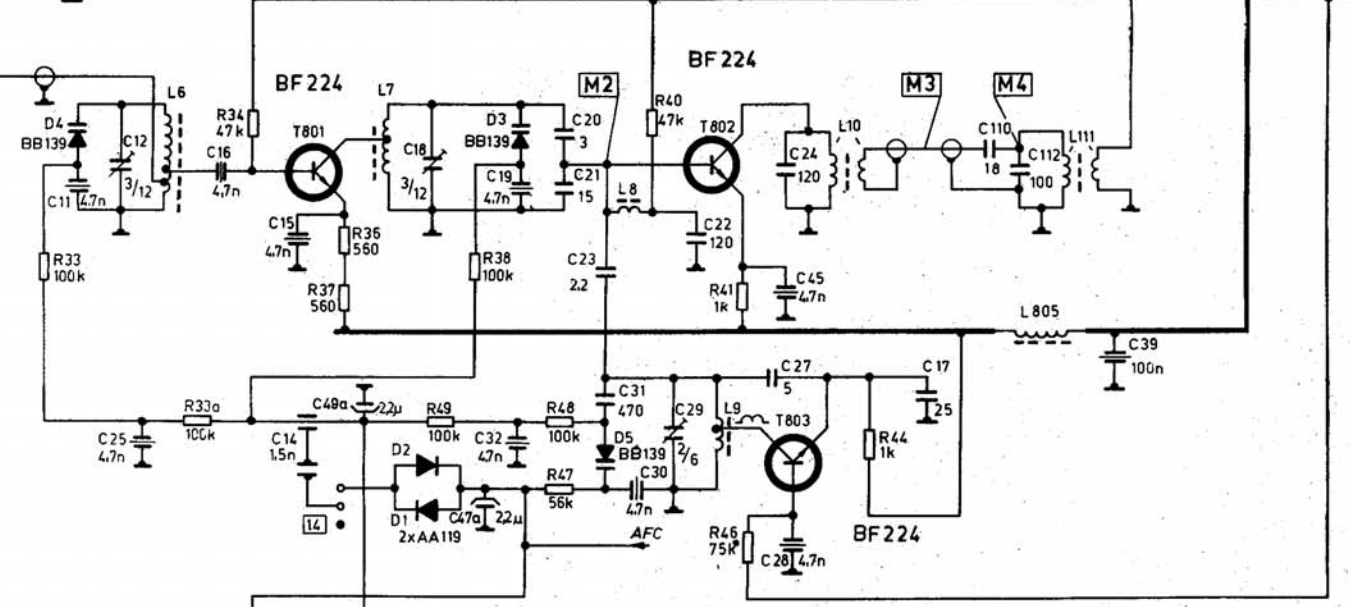 BF224
BF224
M2
M3
M4
L6
L7
D4
BB139
C12
3/12
C11
4.7n
C16
4.7n
R34
47k
T801
C15
4.7n
R36
560
R37
560
C18
3/12
D3
BB139
C19
4.7n
C20
3
C21
15
R38
100k
R40
47k
T802
L8
C22
120
C23
2.2
R41
1k
C45
4.7n
C24
120
L10
C110
18
C112
100
L111
R33
100k
L805
C39
100n
C25
4.7n
R33a
100k
C49a
2,2µ
C14
1.5n
R49
100k
C32
4.7n
R48
100k
C31
470
D5
BB139
C29
2/6
L9
C27
5
T803
C17
25
R44
1k
D2
D1
2xAA119
C47a
2,2µ
R47
56k
C30
4.7n
14
AFC
R46
75k
C28
4.7n
BF224